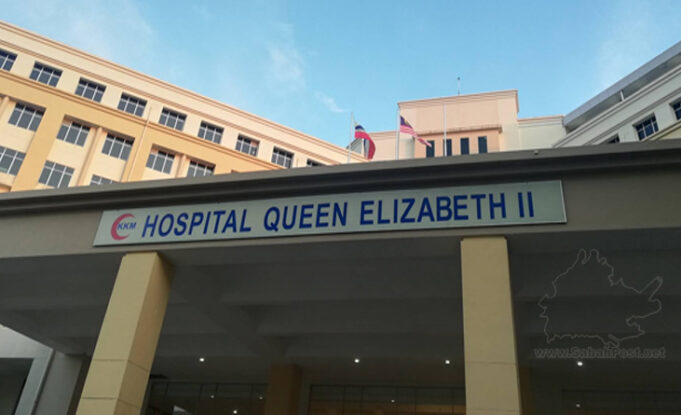 KKM HOSPITAL QUEEN ELIZABETH II
www.SabahPost.net